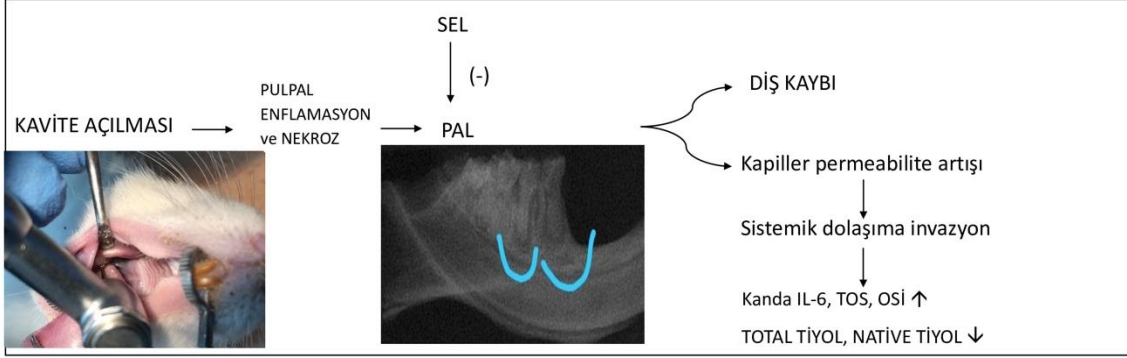 SEL
(-)
KAVİTE AÇILMASI
PULPAL
ENFLAMASYON
ve NEKROZ
PAL
DİŞ KAYBI
Kapiller permeabilite artışı
Sistemik dolaşıma invazyon
Kanda IL-6, TOS, OSİ ↑
TOTAL TİYOL, NATİVE TİYOL ↓